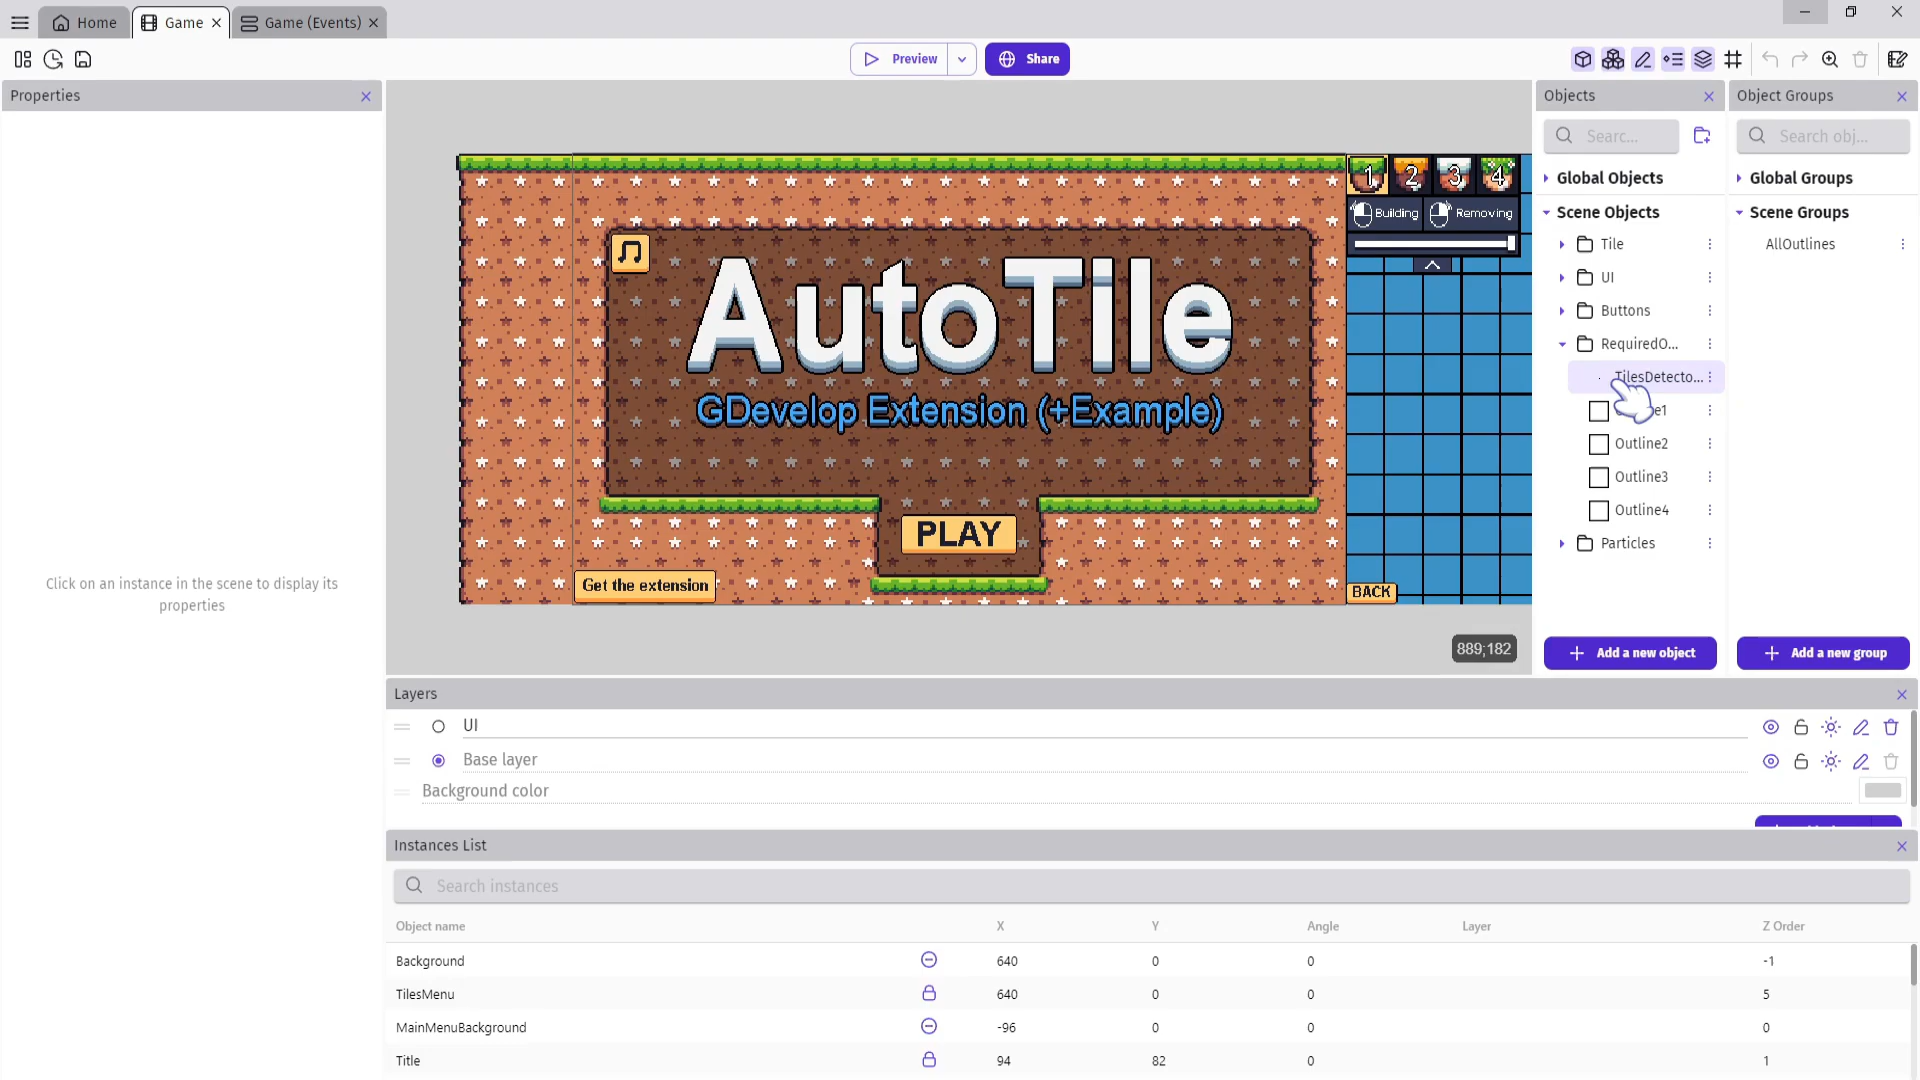 Home
Game
Game (Events)
Preview
Share
Properties
Click on an instance in the scene to display its
properties
1
2
3
4
Building
Removing
AutoTile
GDevelop Extension (+Example)
PLAY
Get the extension
BACK
889;182
Objects
Searc...
Global Objects
Scene Objects
Tile
UI
Buttons
RequiredO...
TilesDetecto...
Outline2
Outline3
Outline4
Particles
Add a new object
Object Groups
Search obj...
Global Groups
Scene Groups
AllOutlines
Add a new group
Layers
UI
Base layer
Background color
Instances List
Search instances
Object name X Y Angle Layer Z Order
Background 640 0 0 -1
TilesMenu 640 0 0 5
MainMenuBackground -96 0 0 0
Title 94 82 0 1